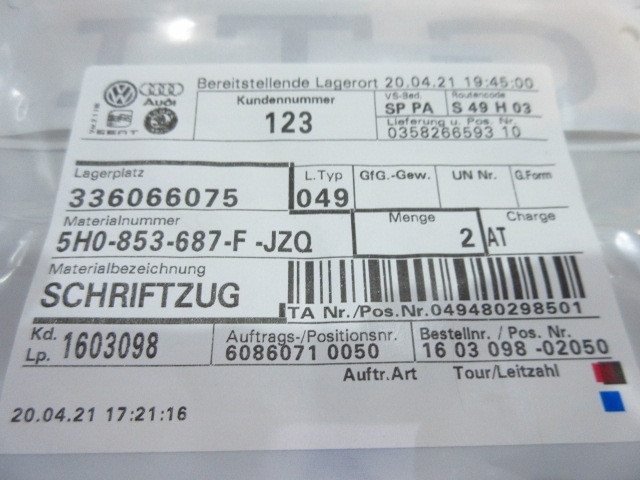 Bereitstellende Lagerort 20.04.21 19:45:00
Audi
SEAT
Kundennummer
123
VS-Bert. Routencode
SP PA S 49 H 03
Lieferung u. Pos. Nr.
0358266593 10
Lagerplatz
336066075
L.Typ
049
GfG.-Gew.
UN Nr.
G.Form
Materialnummer
5H0-853-687-F -JZQ
Menge
2
Charge
AT
Materialbezeichnung
SCHRIFTZUG
TA Nr./Pos.Nr.049480298501
Kd.
Lp. 1603098
Auftrags-/Positionsnr.
6086071 0050
Bestellnr. / Pos. Nr.
16 03 098 -02050
Auftr.Art Tour/Leitzahl
20.04.21 17:21:16